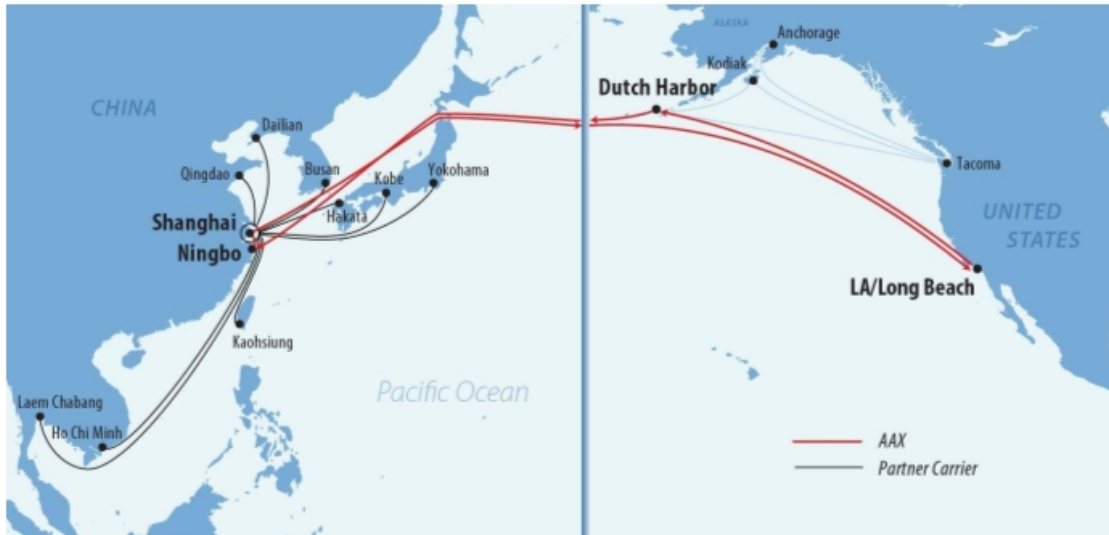 ALASKA
Anchorage
Kodiak
Dutch Harbor
CHINA
Dailian
Qingdao
Busan
Kobe
Yokohama
Tacoma
Hakata
Shanghai
Ningbo
UNITED
STATES
LA/Long Beach
Kaohsiung
Pacific Ocean
Laem Chabang
Ho Chi Minh
AAX
Partner Carrier